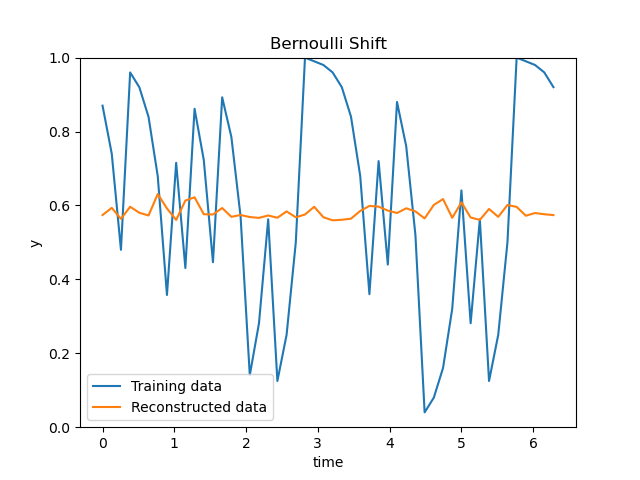 Bernoulli Shift
1.0
0.8
0.6
0.4
0.2
0.0
y
Training data
Reconstructed data
0 1 2 3 4 5 6
time